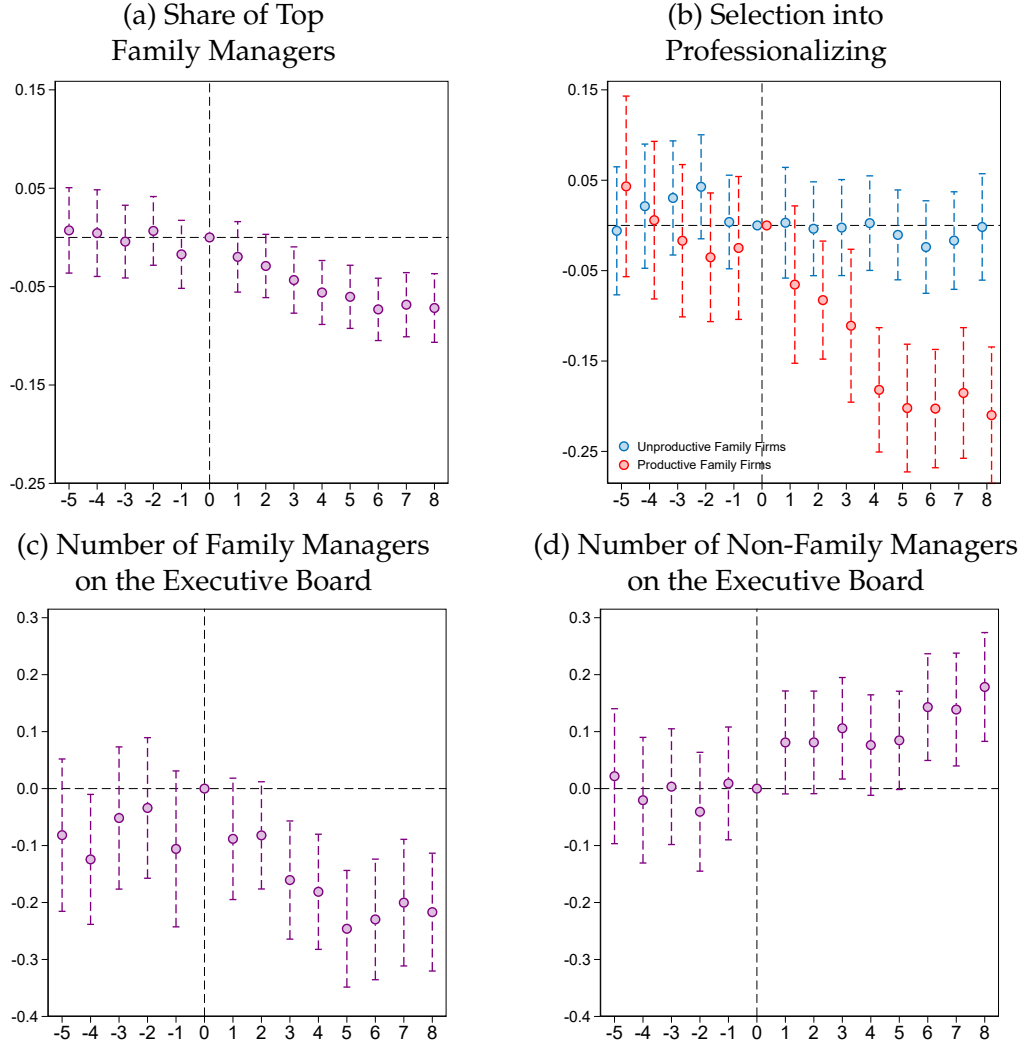 (a) Share of Top
Family Managers
0.15
0.05
-0.05
-0.15
-0.25
-5 -4 -3 -2 -1 0 1 2 3 4 5 6 7 8
(b) Selection into
Professionalizing
0.15
0.05
-0.05
-0.15
-0.25
Unproductive Family Firms
Productive Family Firms
-5 -4 -3 -2 -1 0 1 2 3 4 5 6 7 8
(c) Number of Family Managers
on the Executive Board
0.3
0.2
0.1
0.0
-0.1
-0.2
-0.3
-0.4
-5 -4 -3 -2 -1 0 1 2 3 4 5 6 7 8
(d) Number of Non-Family Managers
on the Executive Board
0.3
0.2
0.1
0.0
-0.1
-0.2
-0.3
-0.4
-5 -4 -3 -2 -1 0 1 2 3 4 5 6 7 8